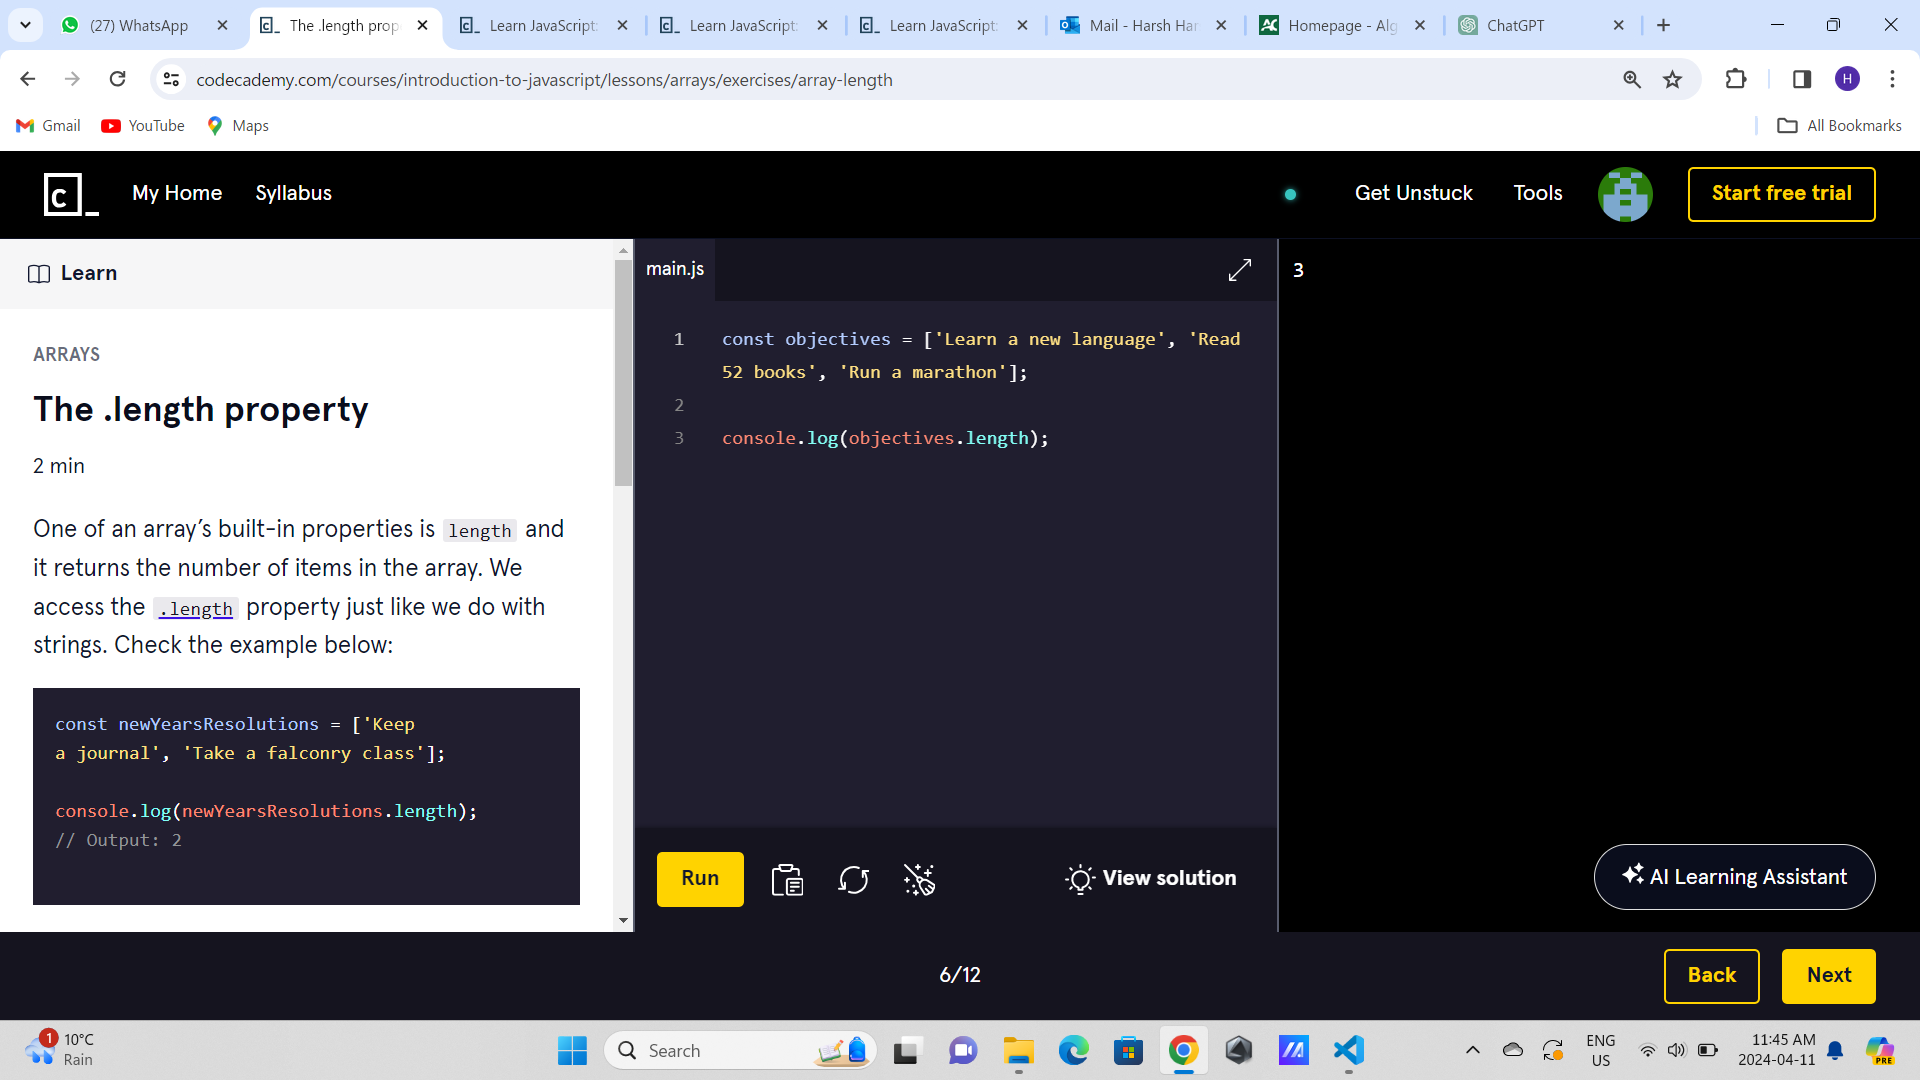 (27) WhatsApp
The .length prop
Learn JavaScript:
Learn JavaScript:
Learn JavaScript:
Mail - Harsh Har
Homepage - Alg
ChatGPT
codecademy.com/courses/introduction-to-javascript/lessons/arrays/exercises/array-length
H
Gmail
YouTube
Maps
All Bookmarks
c_
My Home
Syllabus
Get Unstuck
Tools
Start free trial
Learn
ARRAYS
The .length property
2 min
One of an array’s built-in properties is length and
it returns the number of items in the array. We
access the .length property just like we do with
strings. Check the example below:
const newYearsResolutions = ['Keep
a journal', 'Take a falconry class'];
console.log(newYearsResolutions.length);
// Output: 2
main.js
1 const objectives = ['Learn a new language', 'Read
52 books', 'Run a marathon'];
2
3 console.log(objectives.length);
Run
View solution
3
AI Learning Assistant
6/12
Back
Next
1
10°C
Rain
Search
ENG
US
11:45 AM
2024-04-11
PRE